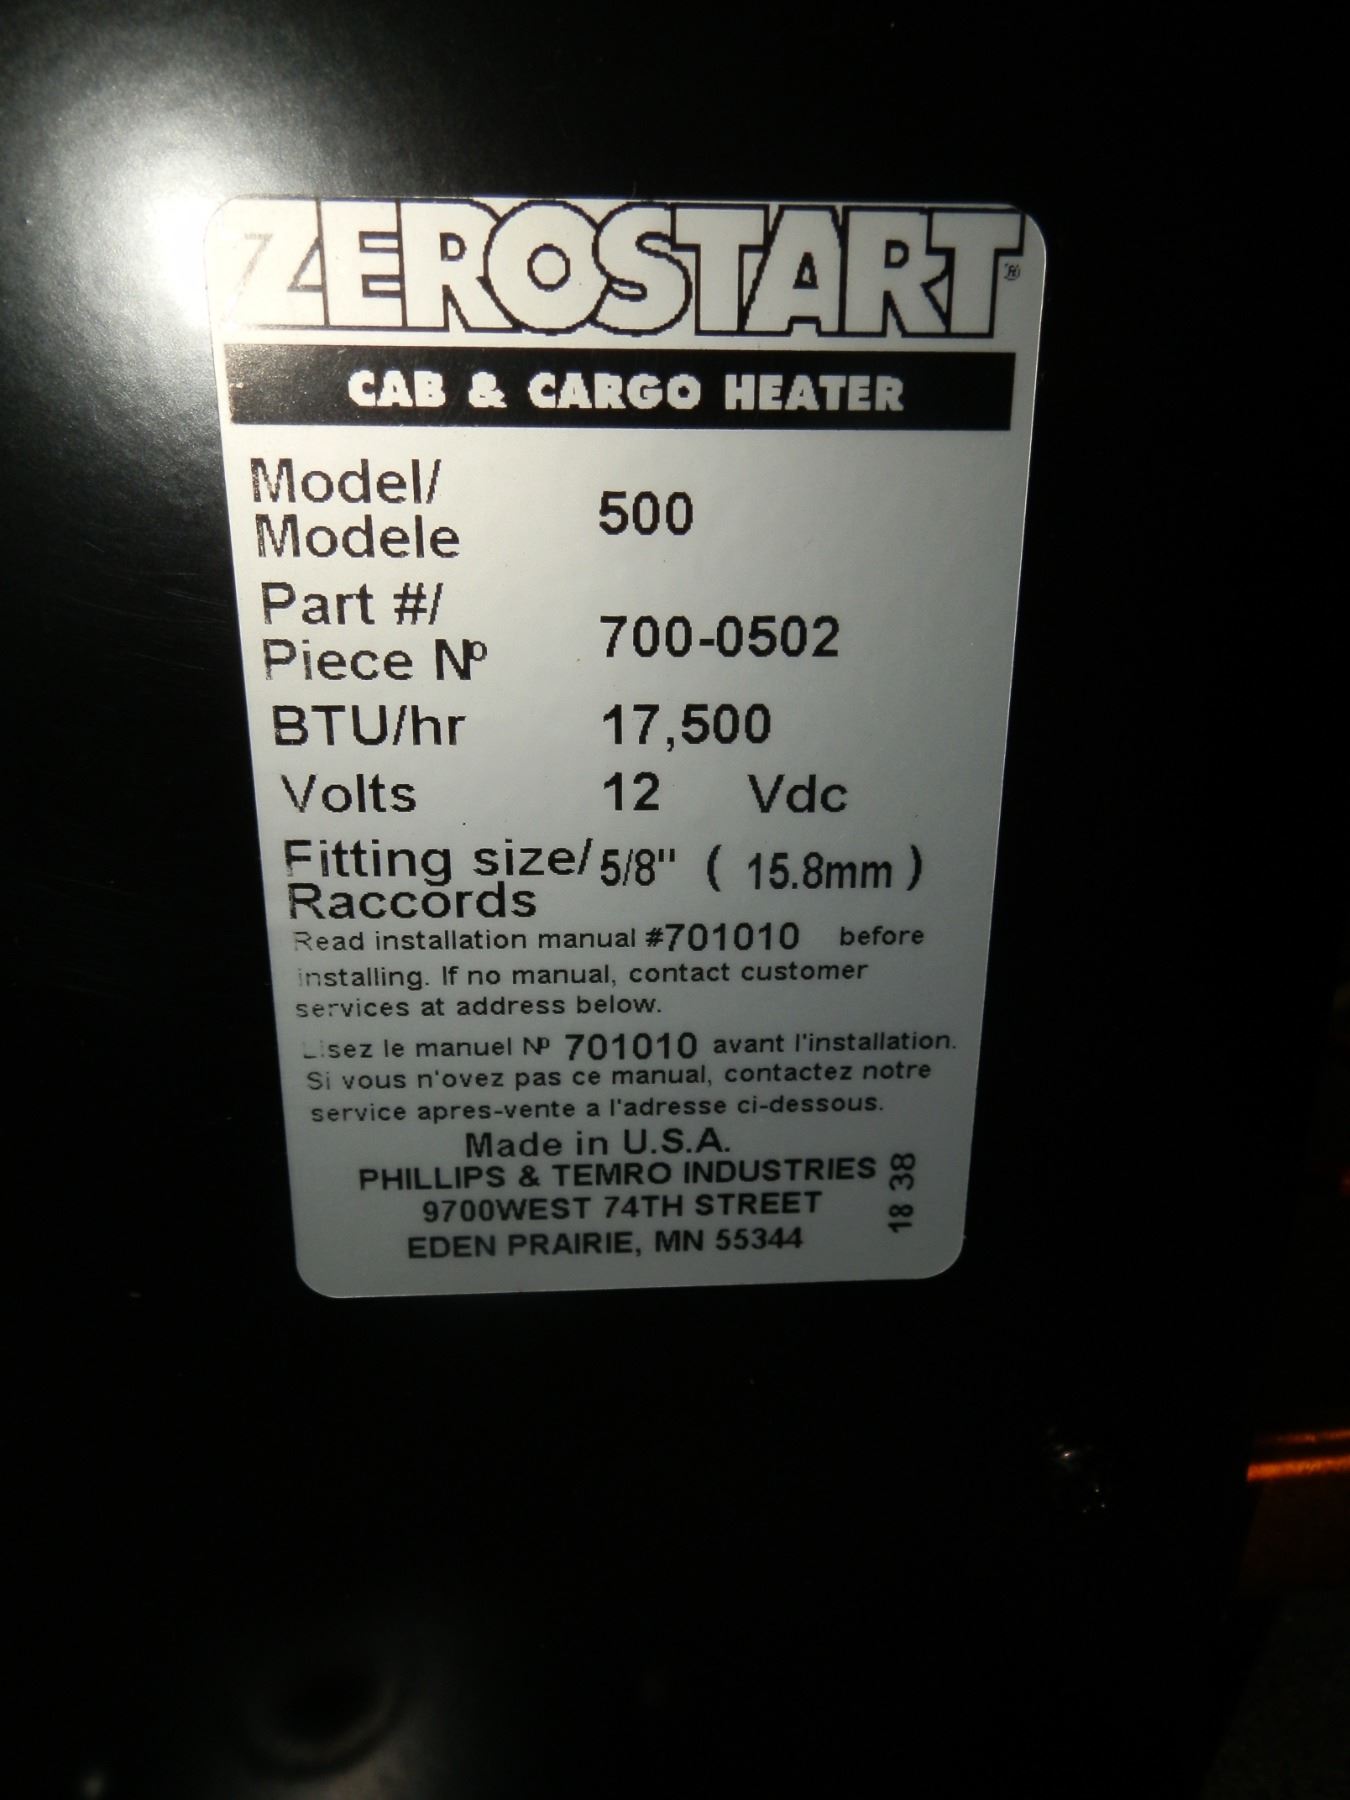 ZEROSTART®
CAB & CARGO HEATER
Model/
Modele 500
Part #/
Piece Nº 700-0502
BTU/hr 17,500
Volts 12 Vdc
Fitting size/ 5/8" ( 15.8mm )
Raccords
Read installation manual #701010 before
installing. If no manual, contact customer
services at address below.
Lisez le manuel Nº 701010 avant l'installation.
Si vous n'ovez pas ce manual, contactez notre
service apres-vente a l'adresse ci-dessous.
Made in U.S.A.
PHILLIPS & TEMRO INDUSTRIES
9700WEST 74TH STREET
EDEN PRAIRIE, MN 55344
18 38